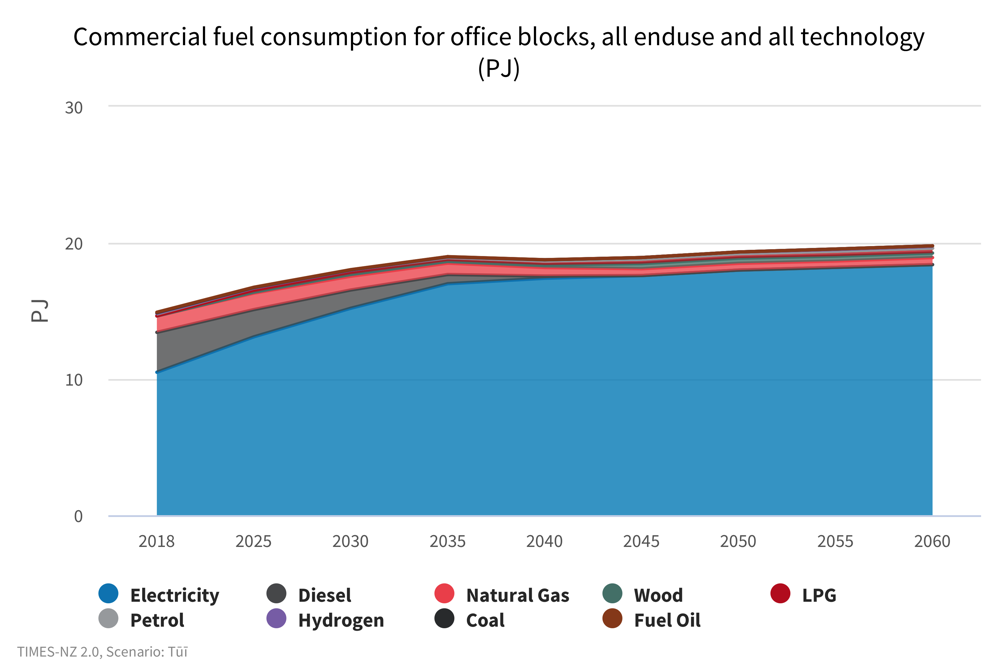 Commercial fuel consumption for office blocks, all enduse and all technology
(PJ)
30
20
10
0
PJ
2018 2025 2030 2035 2040 2045 2050 2055 2060
Electricity Diesel Natural Gas Wood LPG
Petrol Hydrogen Coal Fuel Oil
TIMES-NZ 2.0, Scenario: Tūī